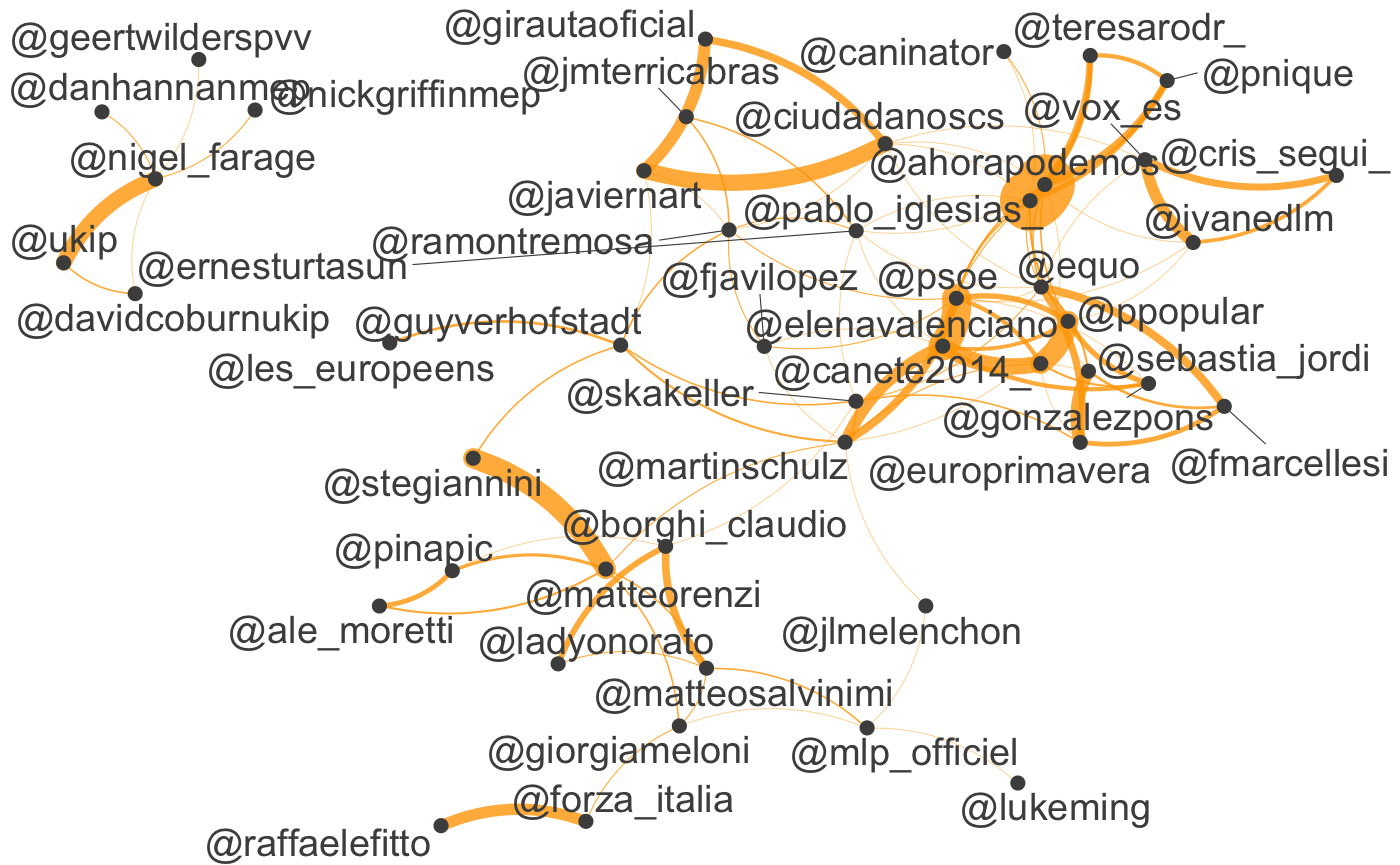 @geertwilderspvv
@girautaoficial
@teresarodr_
@caninator
@danhannanmep
@nickgriffinmep
@jmterricabras
@pnique
@vox_es
@ciudadanoscs
@nigel_farage
@ahorapodemos
@cris_segui_
@javiernart
@pablo_iglesias_
@ivanedlm
@ukip
@ramontremosa
@ernesturtasun
@fjavilopez
@psoe
@equo
@davidcoburnukip
@guyverhofstadt
@elenavalenciano
@ppopular
@les_europeens
@canete2014_
@sebastia_jordi
@skakeller
@gonzalezpons
@martinschulz
@europrimavera
@fmarcellesi
@stegiannini
@borghi_claudio
@pinapic
@matteorenzi
@ale_moretti
@ladyonorato
@jlmelenchon
@matteosalvinimi
@giorgiameloni
@mlp_officiel
@forza_italia
@lukeming
@raffaelefitto